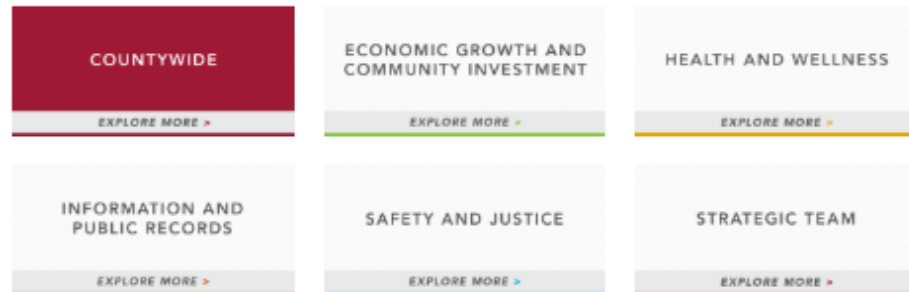 COUNTYWIDE
EXPLORE MORE >
ECONOMIC GROWTH AND
COMMUNITY INVESTMENT
EXPLORE MORE >
HEALTH AND WELLNESS
EXPLORE MORE >
INFORMATION AND
PUBLIC RECORDS
EXPLORE MORE >
SAFETY AND JUSTICE
EXPLORE MORE >
STRATEGIC TEAM
EXPLORE MORE >